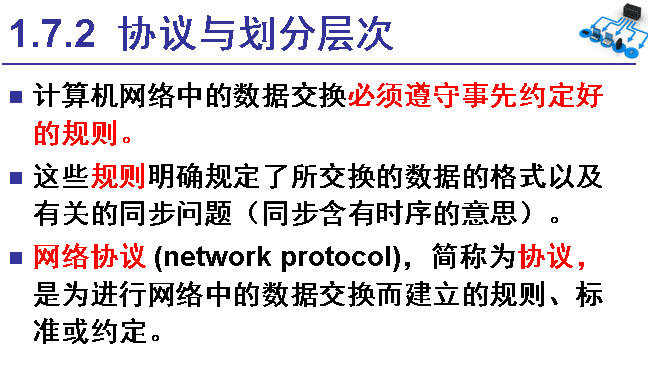 1.7.2 协议与划分层次
计算机网络中的数据交换必须遵守事先约定好
的规则。
这些规则明确规定了所交换的数据的格式以及
有关的同步问题（同步含有时序的意思）。
网络协议 (network protocol)，简称为协议，
是为进行网络中的数据交换而建立的规则、标
准或约定。